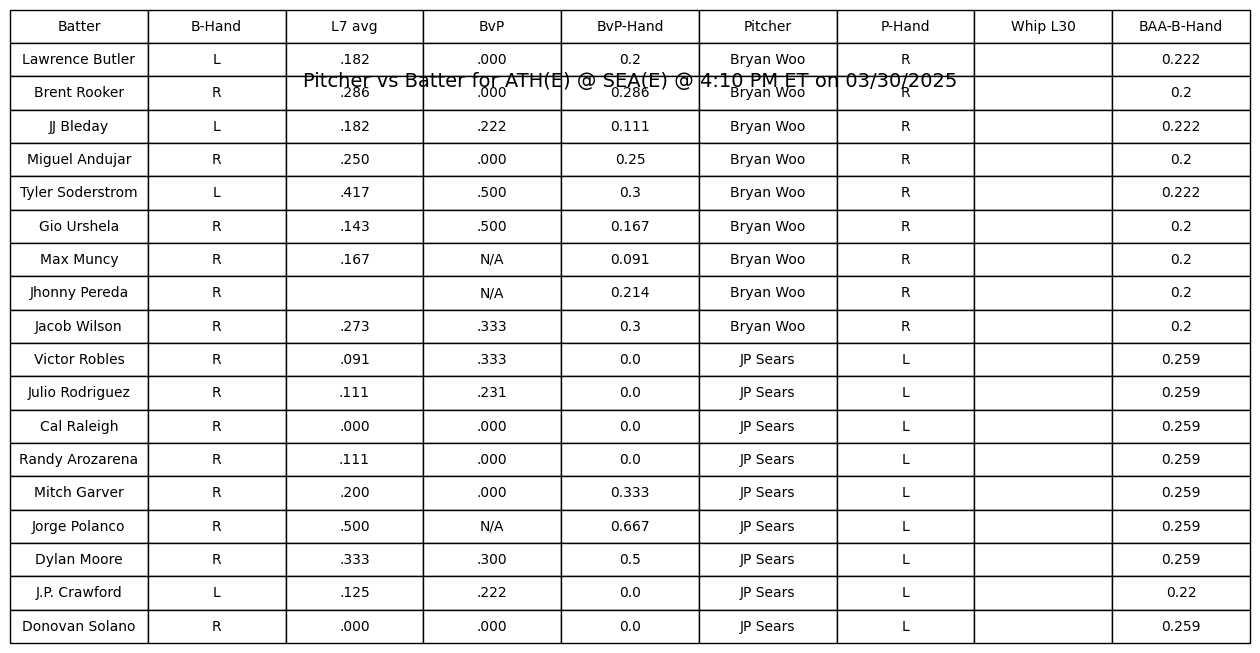 Batter B-Hand L7 avg BvP BvP-Hand Pitcher P-Hand Whip L30 BAA-B-Hand
Lawrence Butler L .182 .000 0.2 Bryan Woo R 0.222
Pitcher vs Batter for ATH(E) @ SEA(E) @ 4:10 PM ET on 03/30/2025
Brent Rooker R .286 .000 0.286 Bryan Woo R 0.2
JJ Bleday L .182 .222 0.111 Bryan Woo R 0.222
Miguel Andujar R .250 .000 0.25 Bryan Woo R 0.2
Tyler Soderstrom L .417 .500 0.3 Bryan Woo R 0.222
Gio Urshela R .143 .500 0.167 Bryan Woo R 0.2
Max Muncy R .167 N/A 0.091 Bryan Woo R 0.2
Jhonny Pereda R N/A 0.214 Bryan Woo R 0.2
Jacob Wilson R .273 .333 0.3 Bryan Woo R 0.2
Victor Robles R .091 .333 0.0 JP Sears L 0.259
Julio Rodriguez R .111 .231 0.0 JP Sears L 0.259
Cal Raleigh R .000 .000 0.0 JP Sears L 0.259
Randy Arozarena R .111 .000 0.0 JP Sears L 0.259
Mitch Garver R .200 .000 0.333 JP Sears L 0.259
Jorge Polanco R .500 N/A 0.667 JP Sears L 0.259
Dylan Moore R .333 .300 0.5 JP Sears L 0.259
J.P. Crawford L .125 .222 0.0 JP Sears L 0.22
Donovan Solano R .000 .000 0.0 JP Sears L 0.259